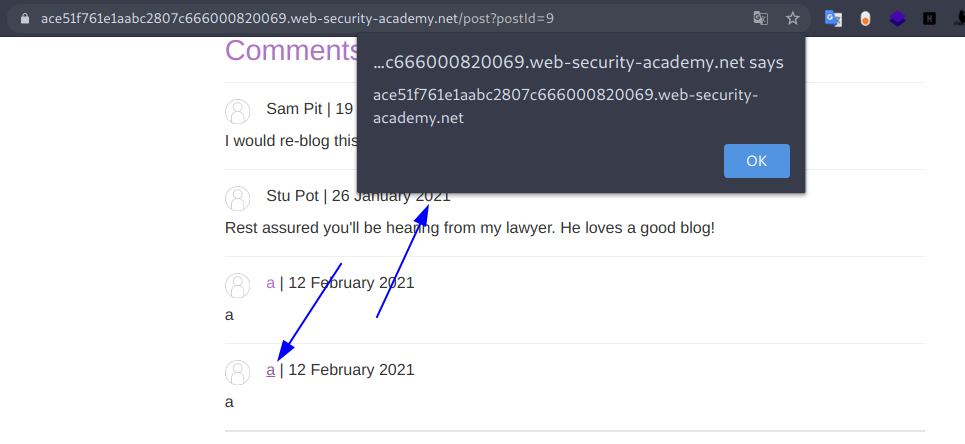 ace51f761e1aabc2807c666000820069.web-security-academy.net/post?postId=9
Comments
...c666000820069.web-security-academy.net says
ace51f761e1aabc2807c666000820069.web-security-
academy.net
OK
Sam Pit | 19
I would re-blog this
Stu Pot | 26 January 2021
Rest assured you'll be hearing from my lawyer. He loves a good blog!
a | 12 February 2021
a
a | 12 February 2021
a